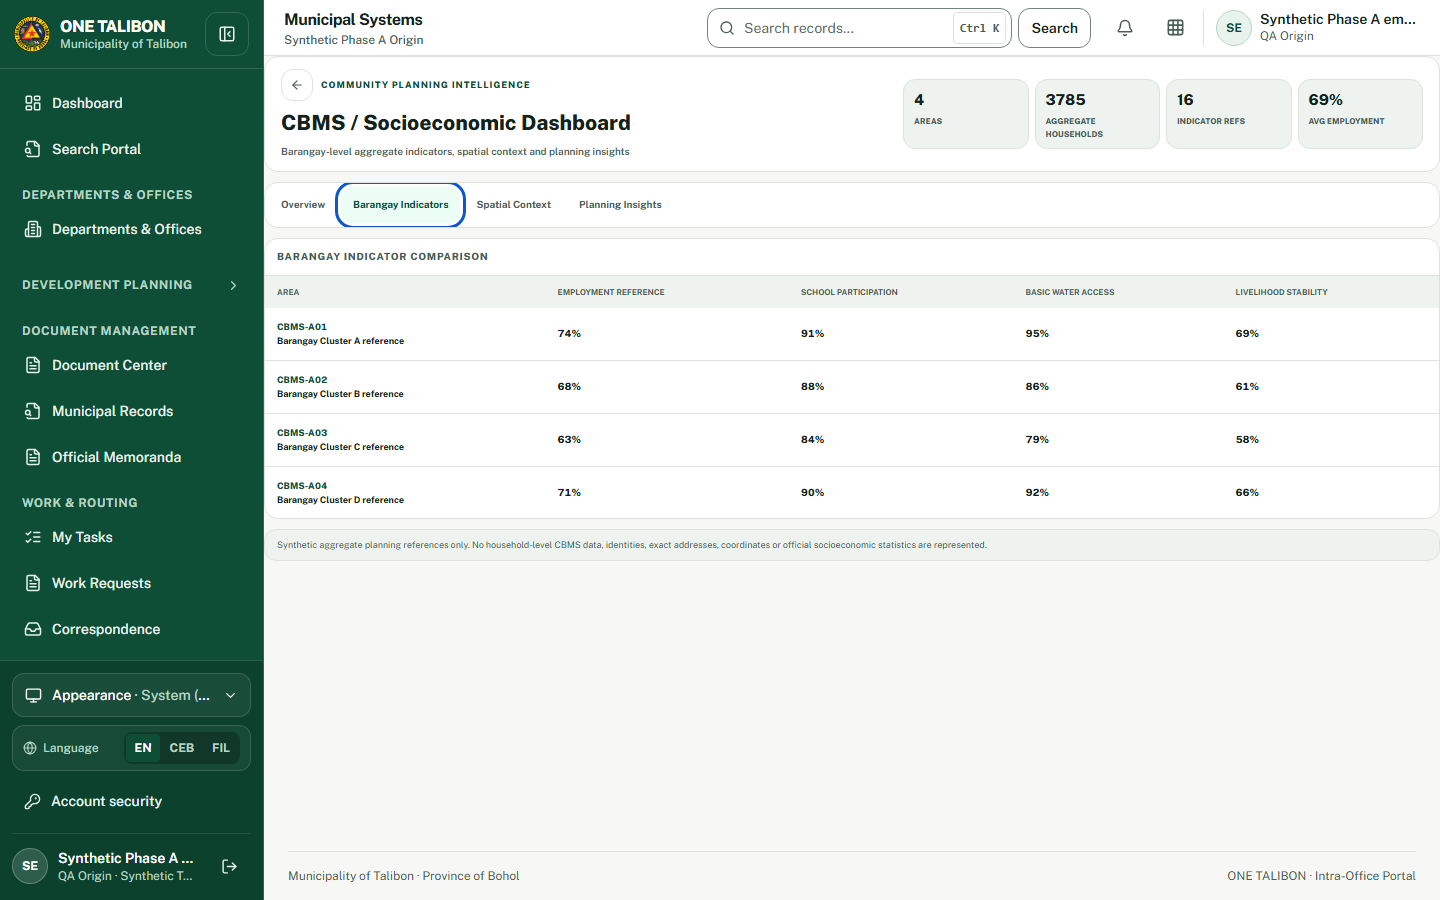 ONE TALIBON
Municipality of Talibon
Dashboard
Search Portal
DEPARTMENTS & OFFICES
Departments & Offices
DEVELOPMENT PLANNING
DOCUMENT MANAGEMENT
Document Center
Municipal Records
Official Memoranda
WORK & ROUTING
My Tasks
Work Requests
Correspondence
Appearance · System (...
Language EN CEB FIL
Account security
SE Synthetic Phase A ...
QA Origin · Synthetic T...
Municipal Systems
Synthetic Phase A Origin
Search records... Ctrl K Search
SE Synthetic Phase A em...
QA Origin
COMMUNITY PLANNING INTELLIGENCE
CBMS / Socioeconomic Dashboard
Barangay-level aggregate indicators, spatial context and planning insights
4
AREAS
3785
AGGREGATE
HOUSEHOLDS
16
INDICATOR REFS
69%
AVG EMPLOYMENT
Overview Barangay Indicators Spatial Context Planning Insights
BARANGAY INDICATOR COMPARISON
AREA EMPLOYMENT REFERENCE SCHOOL PARTICIPATION BASIC WATER ACCESS LIVELIHOOD STABILITY
CBMS-A01
Barangay Cluster A reference
74% 91% 95% 69%
CBMS-A02
Barangay Cluster B reference
68% 88% 86% 61%
CBMS-A03
Barangay Cluster C reference
63% 84% 79% 58%
CBMS-A04
Barangay Cluster D reference
71% 90% 92% 66%
Synthetic aggregate planning references only. No household-level CBMS data, identities, exact addresses, coordinates or official socioeconomic statistics are represented.
Municipality of Talibon · Province of Bohol
ONE TALIBON · Intra-Office Portal